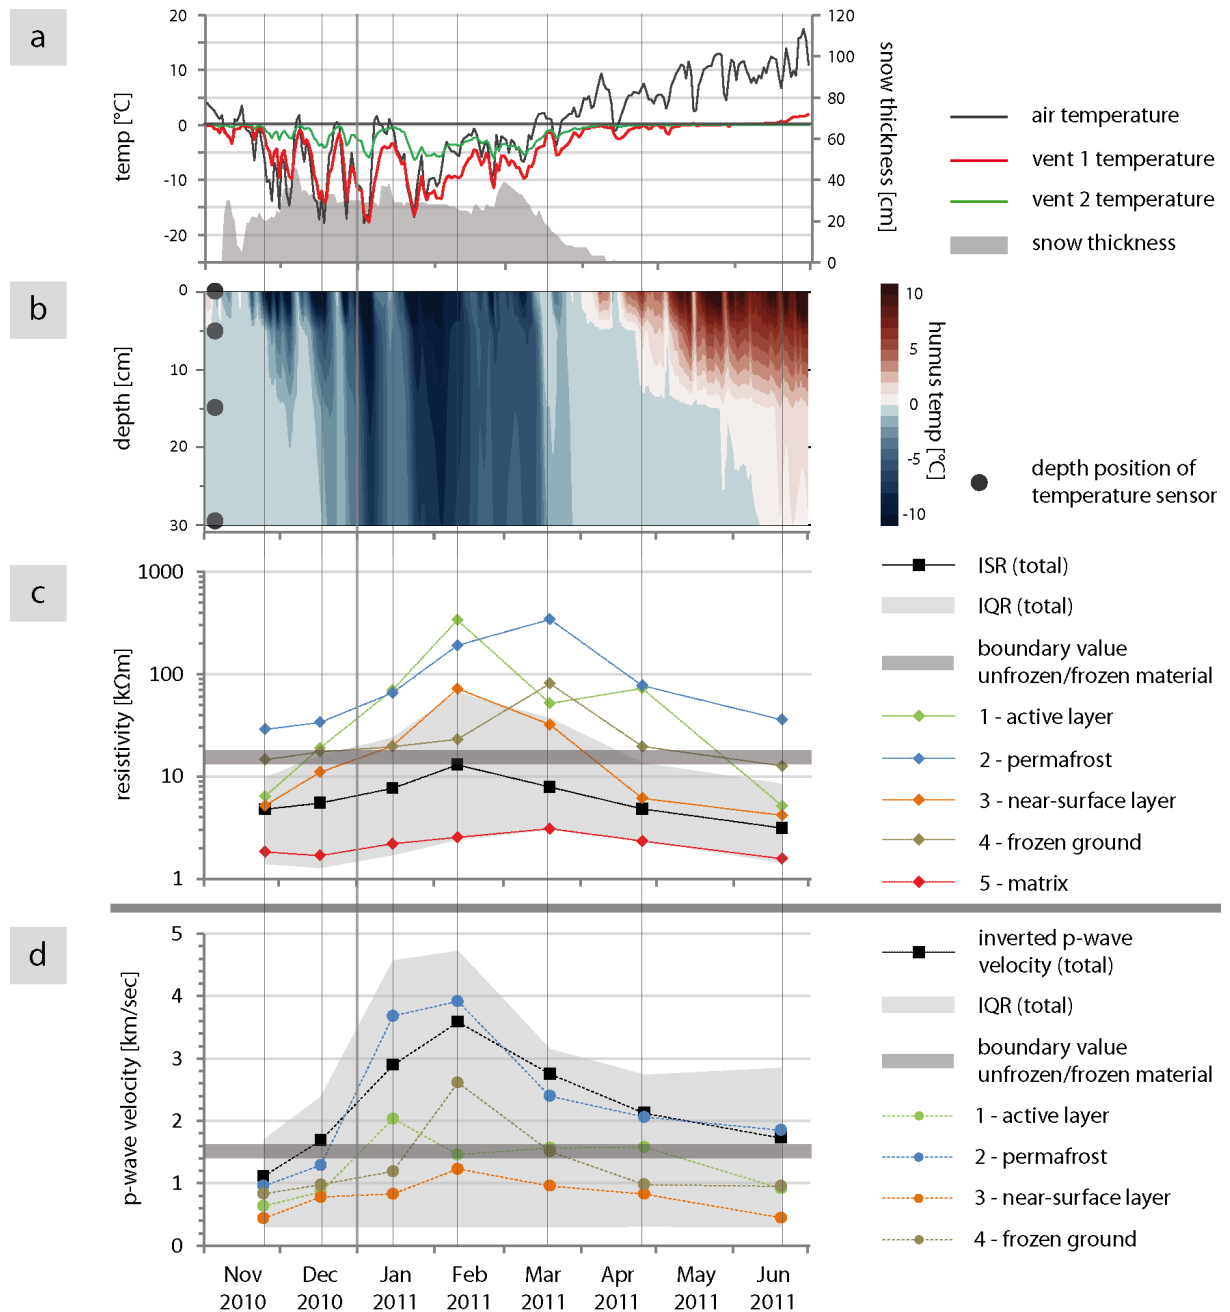 a
20
10
0
-10
-20
temp [°C]
120
100
80
60
40
20
0
snow thickness [cm]
air temperature
vent 1 temperature
vent 2 temperature
snow thickness
b
0
10
20
30
depth [cm]
10
5
0
-5
-10
humus temp [°C]
depth position of
temperature sensor
c
1000
100
10
1
resistivity [kΩm]
ISR (total)
IQR (total)
boundary value
unfrozen/frozen material
1 - active layer
2 - permafrost
3 - near-surface layer
4 - frozen ground
5 - matrix
d
5
4
3
2
1
0
p-wave velocity [km/sec]
inverted p-wave
velocity (total)
IQR (total)
boundary value
unfrozen/frozen material
1 - active layer
2 - permafrost
3 - near-surface layer
4 - frozen ground
Nov Dec Jan Feb Mar Apr May Jun
2010 2010 2011 2011 2011 2011 2011 2011